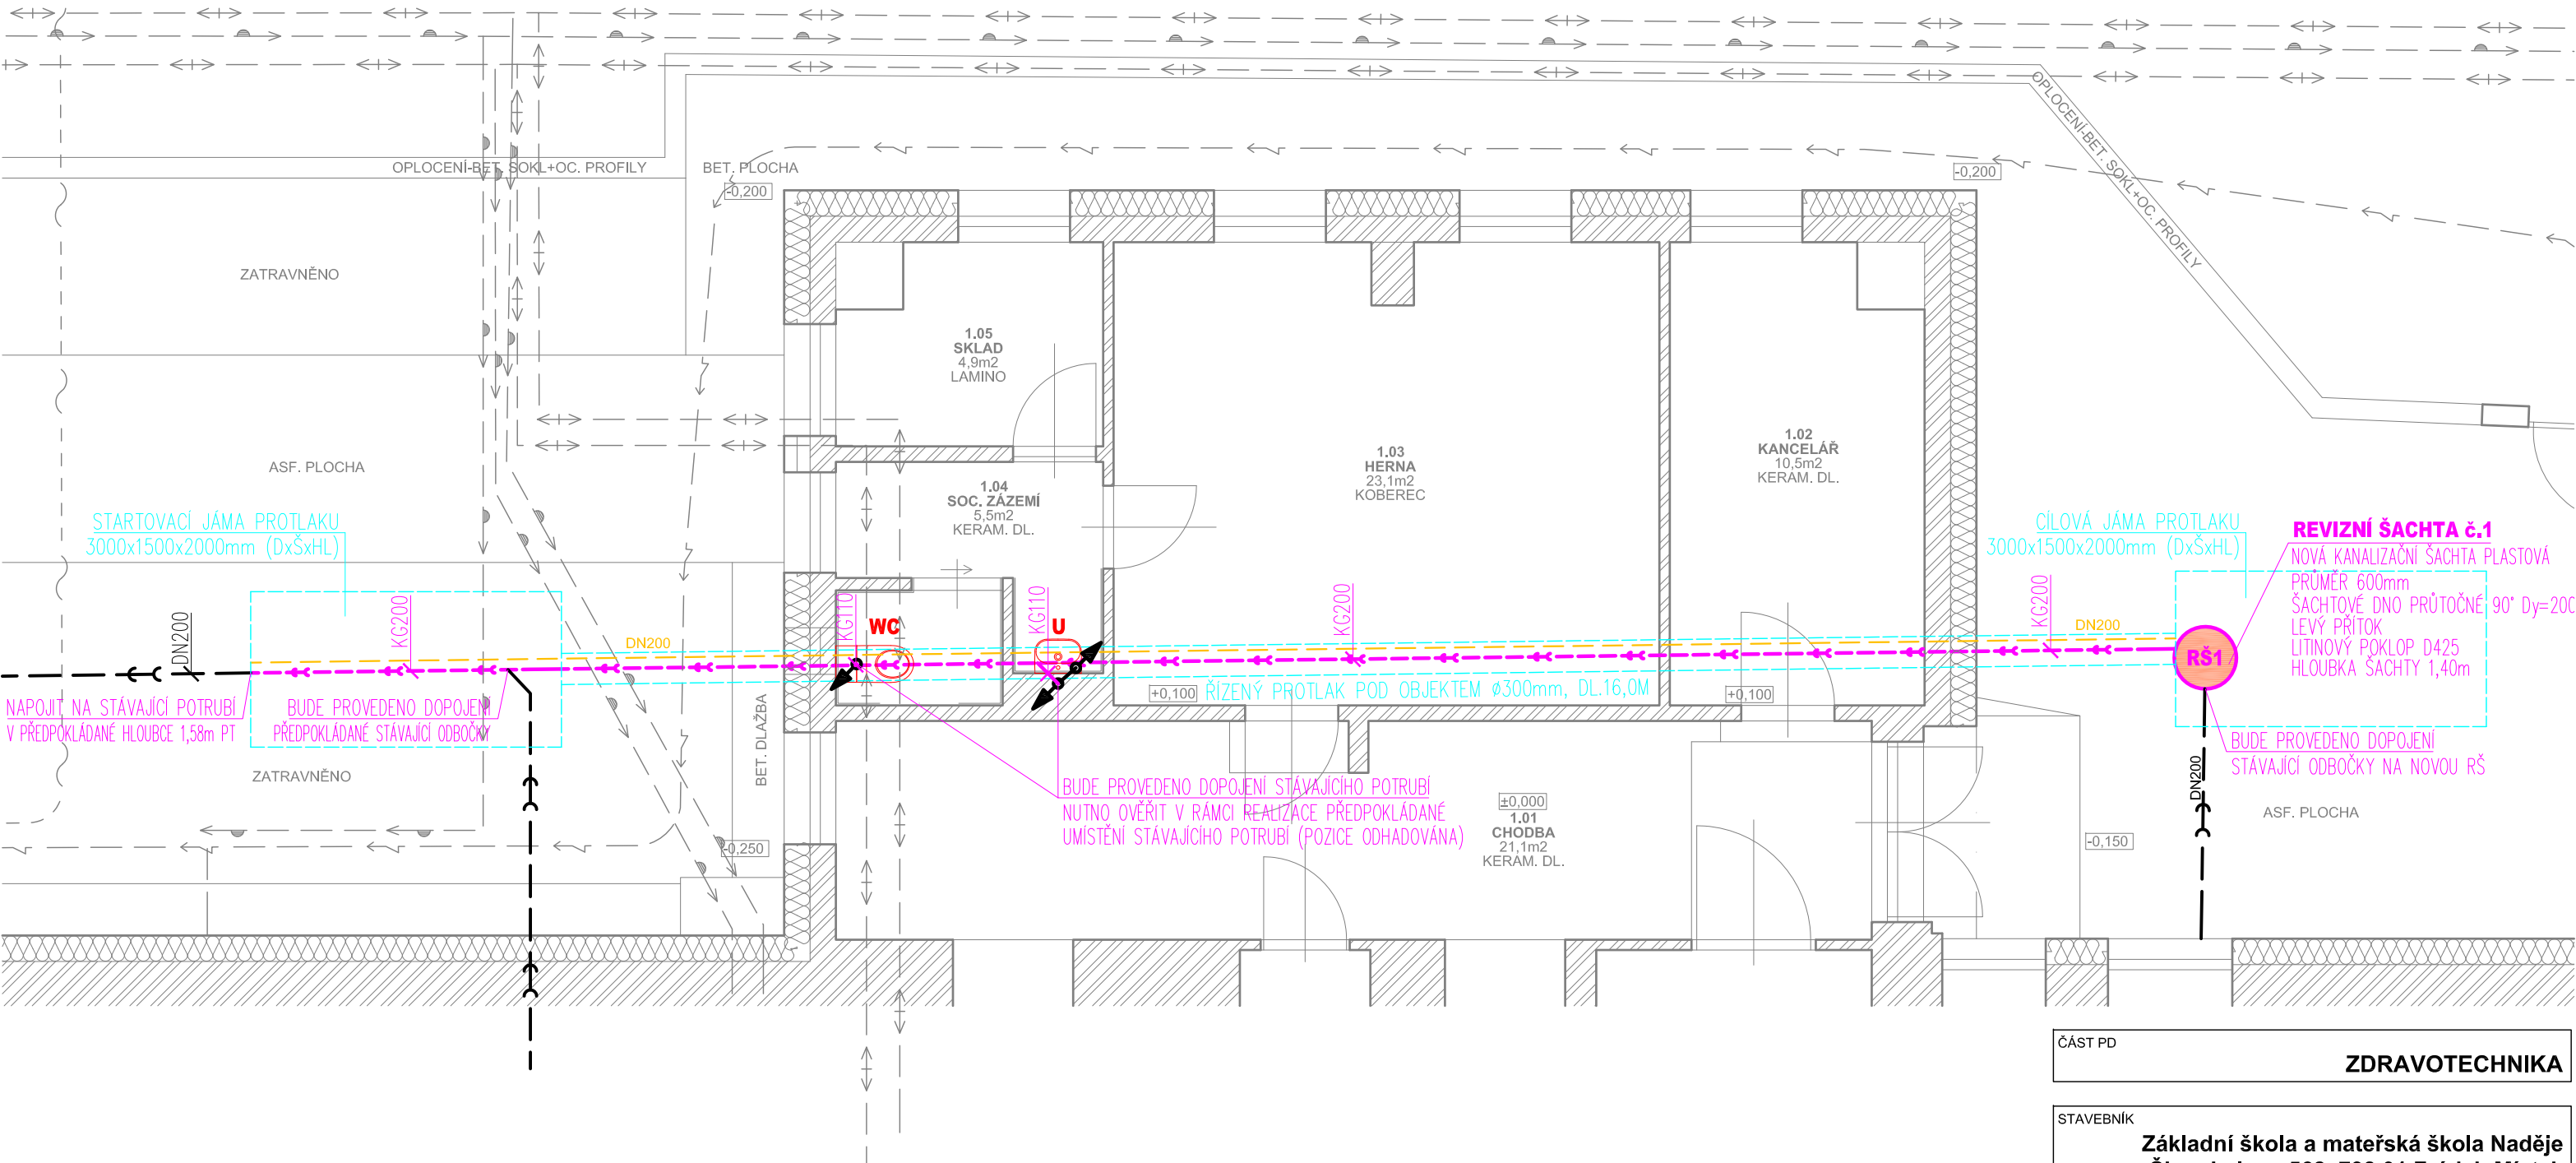 OPLOCENÍ-BET. SOKL+OC. PROFILY
BET. PLOCHA
-0,200
-0,200
OPLOCENÍ-BET. SOKL+OC. PROFILY
ZATRAVNĚNO
1.05
SKLAD
4,9m2
LAMINO
ASF. PLOCHA
1.04
SOC. ZÁZEMÍ
5,5m2
KERAM. DL.
1.03
HERNA
23,1m2
KOBEREC
1.02
KANCELÁŘ
10,5m2
KERAM. DL.
STARTOVACÍ JÁMA PROTLAKU
3000x1500x2000mm (DxŠxHL)
CÍLOVÁ JÁMA PROTLAKU
3000x1500x2000mm (DxŠxHL)
REVIZNÍ ŠACHTA č.1
NOVÁ KANALIZAČNÍ ŠACHTA PLASTOVÁ
PRŮMĚR 600mm
ŠACHTOVÉ DNO PRŮTOČNÉ 90° Dy=200
LEVÝ PŘÍTOK
LITINOVÝ POKLOP D425
HLOUBKA ŠACHTY 1,40m
DN200
KG200
DN200
KG110
WC
KG110
U
KG200
KG200
DN200
RŠ1
NAPOJIT NA STÁVAJÍCÍ POTRUBÍ
V PŘEDPOKLÁDANÉ HLOUBCE 1,58m PT
BUDE PROVEDENO DOPOJENÍ
PŘEDPOKLÁDANÉ STÁVAJÍCÍ ODBOČKY
+0,100
ŘÍZENÝ PROTLAK POD OBJEKTEM ø300mm, DL.16,0M
+0,100
ZATRAVNĚNO
BET. DLAŽBA
-0,250
BUDE PROVEDENO DOPOJENÍ STÁVAJÍCÍHO POTRUBÍ
NUTNO OVĚŘIT V RÁMCI REALIZACE PŘEDPOKLÁDANÉ
UMÍSTĚNÍ STÁVAJÍCÍHO POTRUBÍ (POZICE ODHADOVÁNA)
±0,000
1.01
CHODBA
21,1m2
KERAM. DL.
BUDE PROVEDENO DOPOJENÍ
STÁVAJÍCÍ ODBOČKY NA NOVOU RŠ
DN200
ASF. PLOCHA
-0,150
ČÁST PD
ZDRAVOTECHNIKA
STAVEBNÍK
Základní škola a mateřská škola Naděje